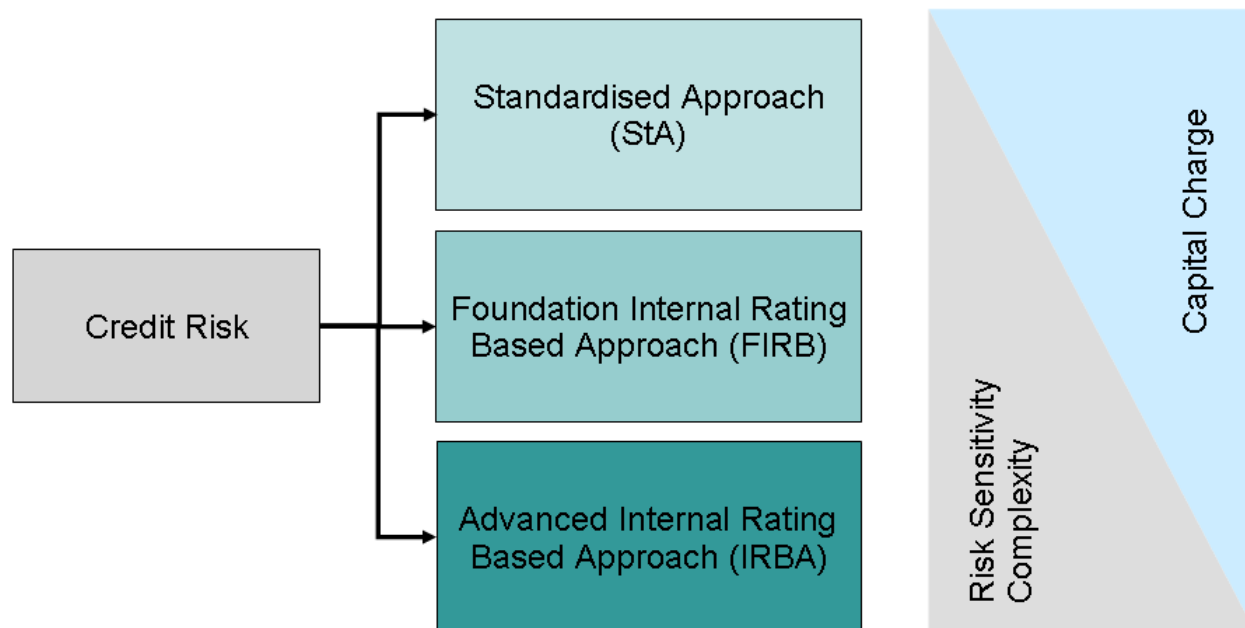 Standardised Approach
(StA)
Credit Risk
Foundation Internal Rating
Based Approach (FIRB)
Advanced Internal Rating
Based Approach (IRBA)
Capital Charge
Risk Sensitivity
Complexity